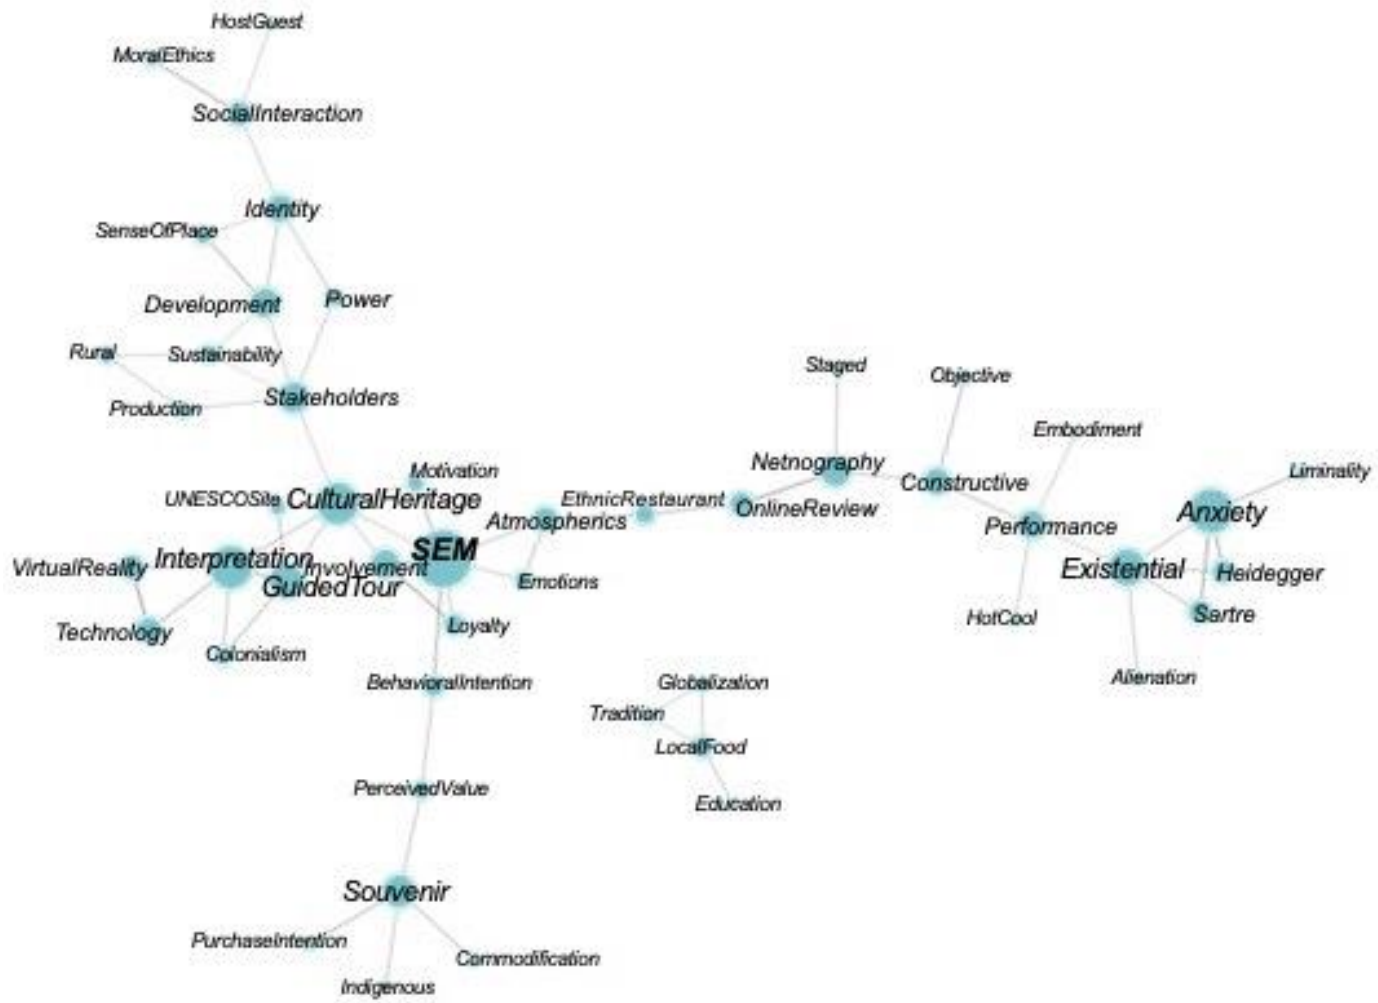 HostGuest
MoralEthics
SocialInteraction
Identity
SenseOfPlace
Development
Power
Rural
Sustainability
Stakeholders
Production
Staged
Objective
Embodiment
Netnography
Constructive
Liminality
Motivation
UNESCOSite
CulturalHeritage
EthnicRestaurant
OnlineReview
Atmospherics
Performance
Anxiety
SEM
Interpretation
VirtualReality
Involvement
GuidedTour
Emotions
Existential
Heidegger
Sartre
HotCool
Technology
Loyalty
Colonialism
Alienation
BehavioralIntention
Globalization
Tradition
LocalFood
PerceivedValue
Education
Souvenir
PurchaseIntention
Commodification
Indigenous